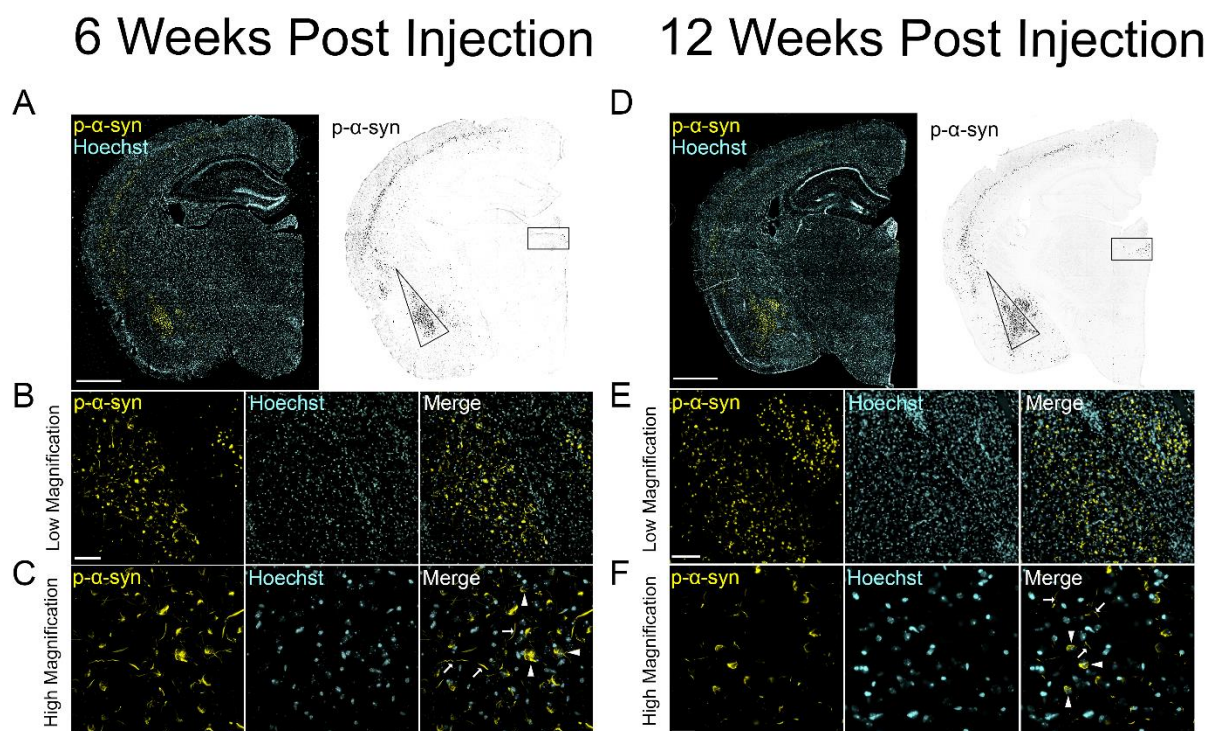 6 Weeks Post Injection
12 Weeks Post Injection
A
p-α-syn
Hoechst
p-α-syn
D
p-α-syn
Hoechst
p-α-syn
B
Low Magnification
p-α-syn
Hoechst
Merge
E
Low Magnification
p-α-syn
Hoechst
Merge
C
High Magnification
p-α-syn
Hoechst
Merge
F
High Magnification
p-α-syn
Hoechst
Merge